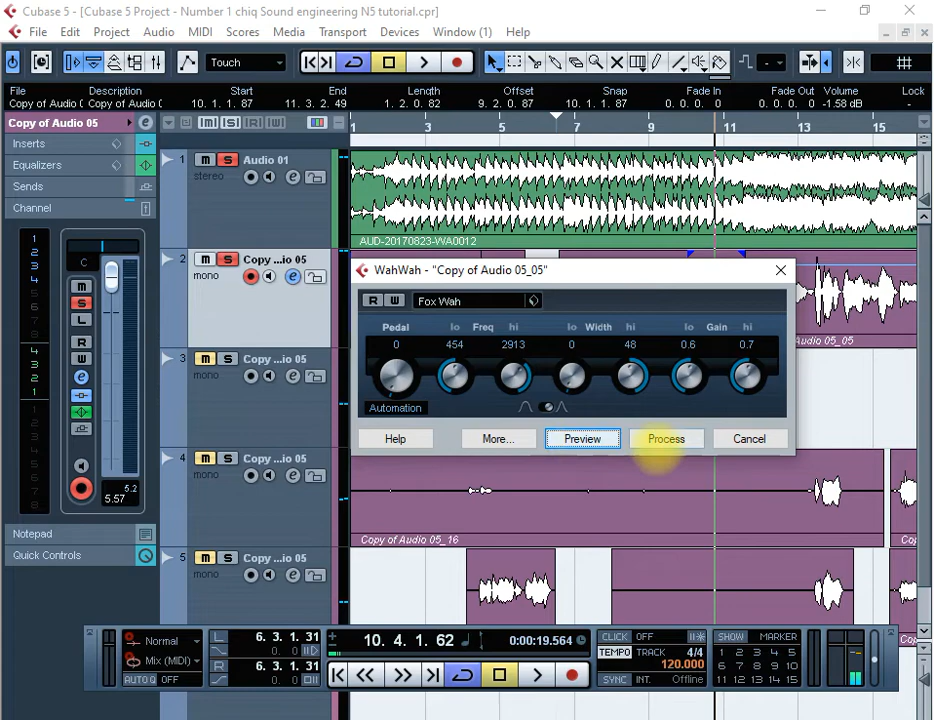 Cubase 5 - [Cubase 5 Project - Number 1 chiq Sound engineering N5 tutorial.cpr]
File Edit Project Audio MIDI Scores Media Transport Devices Window (1) Help
Touch
File Description Start End Length Offset Snap Fade In Fade Out Volume Lock
Copy of Audio 0 Copy of Audio 0 10. 1. 1. 87 11. 3. 2. 49 1. 2. 0. 82 9. 2. 0. 87 10. 1. 1. 87 0. 0. 0. 0 0. 0. 0. 0 -1.58 dB -
Copy of Audio 05
1 3 5 7 9 11 13 15
Inserts
Equalizers
Sends
Channel
1 M S Audio 01
stereo
AUD-20170823-WA0012
2 M S Copy ...io 05
mono
WahWah - "Copy of Audio 05_05"
R W Fox Wah
Pedal lo Freq hi lo Width hi lo Gain hi
0 454 2913 0 48 0.6 0.7
Automation
Help More... Preview Process Cancel
Audio 05_05
3 M S Copy ...io 05
mono
4 M S Copy ...io 05
mono
Copy of Audio 05_16
5 M S Copy ...io 05
mono
C
M
S
L
R
W
5.57 5.2
Notepad
Quick Controls
Normal
Mix (MIDI)
AUTO Q OFF
L 6. 3. 1. 31
0. 0
R 6. 3. 1. 31
0. 0
10. 4. 1. 62 0:00:19.564
CLICK OFF
TEMPO TRACK 4/4
120.000
SYNC INT. Offline
SHOW MARKER
1 2 3 4 5
6 7 8 9 10
11 12 13 14 15